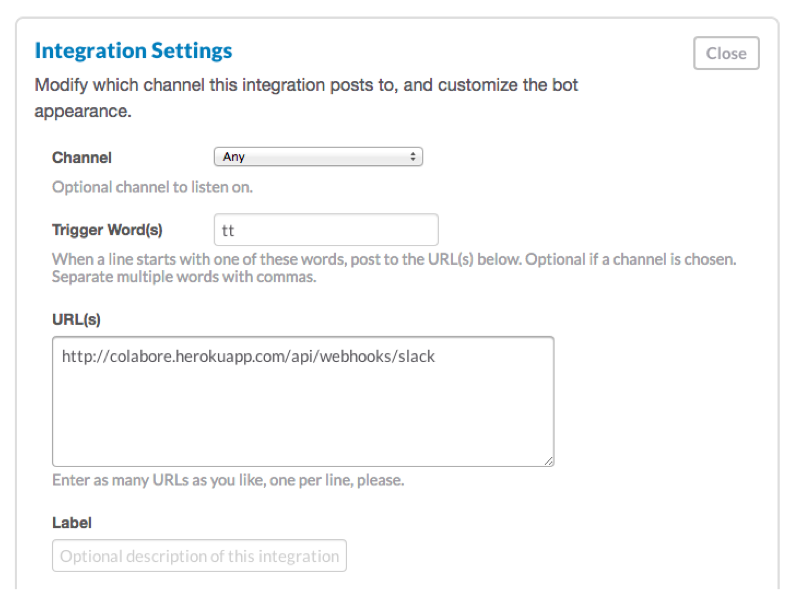 Integration Settings
Close
Modify which channel this integration posts to, and customize the bot
appearance.
Channel
Any
Optional channel to listen on.
Trigger Word(s)
tt
When a line starts with one of these words, post to the URL(s) below. Optional if a channel is chosen.
Separate multiple words with commas.
URL(s)
http://colabore.herokuapp.com/api/webhooks/slack
Enter as many URLs as you like, one per line, please.
Label
Optional description of this integration